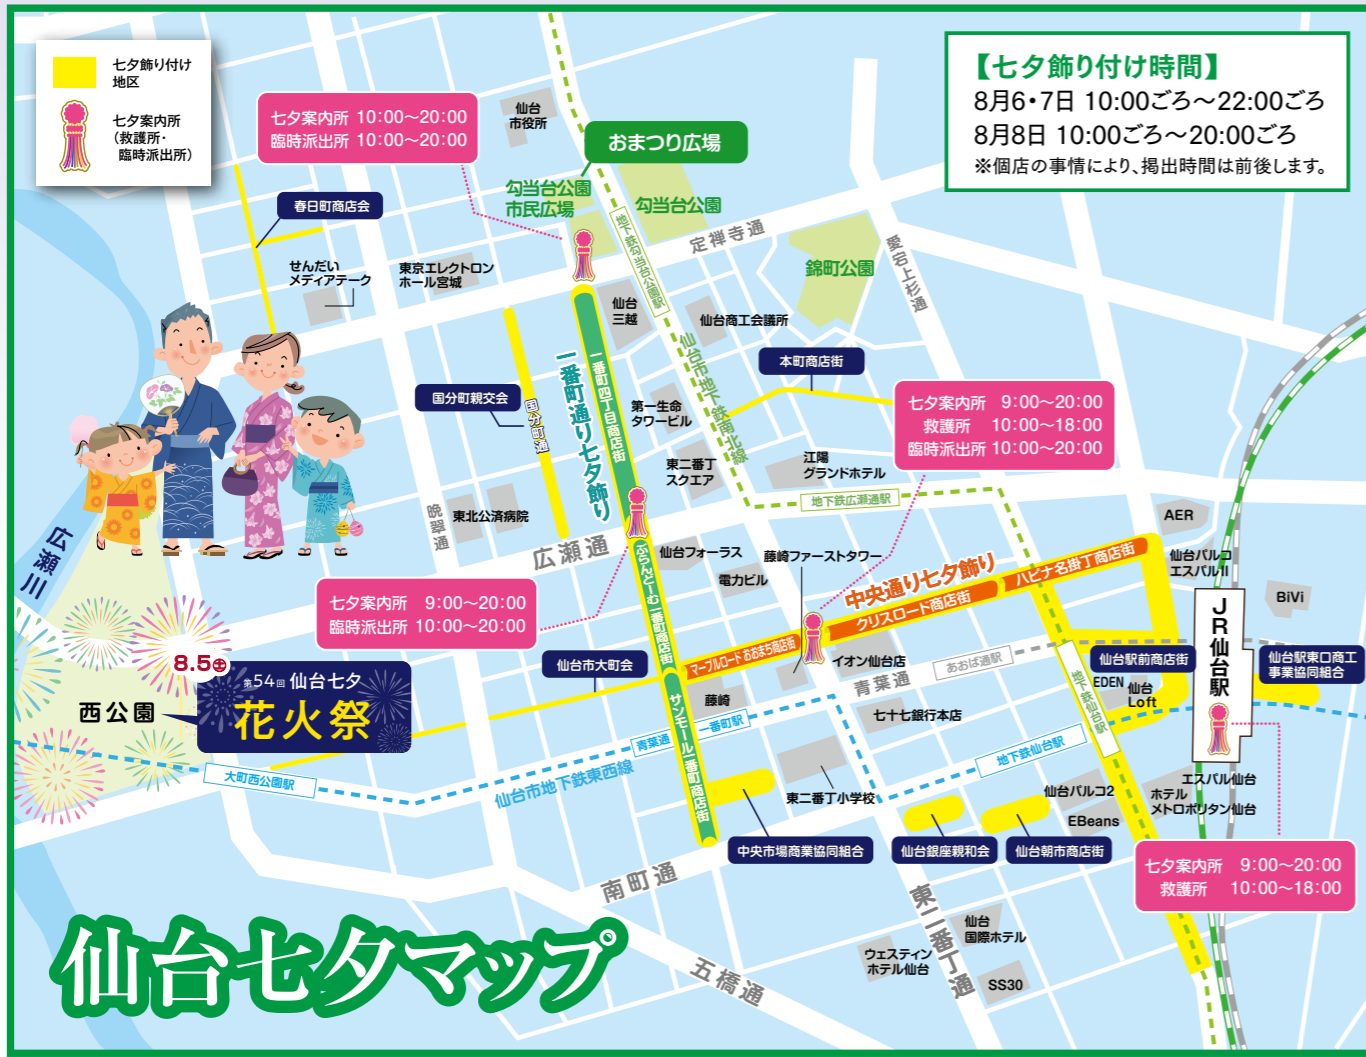 七夕飾り付け
地区
七夕案内所
(救護所・
臨時派出所)
【七夕飾り付け時間】
8月6・7日 10:00ごろ～22:00ごろ
8月8日 10:00ごろ～20:00ごろ
※個店の事情により、掲出時間は前後します。
七夕案内所 10:00～20:00
臨時派出所 10:00～20:00
仙台
市役所
おまつり広場
勾当台公園
市民広場
勾当台公園
地下鉄勾当台公園駅
定禅寺通
錦町公園
愛宕上杉通
春日町商店会
せんだい
メディアテーク
東京エレクトロン
ホール宮城
仙台
三越
仙台商工会議所
仙台市地下鉄南北線
本町商店街
一番町四丁目商店街
一番町通り七夕飾り
国分町親交会
国分町通
第一生命
タワービル
東二番丁
スクエア
江陽
グランドホテル
七夕案内所 9:00～20:00
救護所 10:00～18:00
臨時派出所 10:00～20:00
地下鉄広瀬通駅
晩翠通
東北公済病院
広瀬通
広瀬川
仙台フォーラス
電力ビル
藤崎ファーストタワー
AER
仙台パルコ
エスパルII
BiVi
七夕案内所 9:00～20:00
臨時派出所 10:00～20:00
ぶらんどーむ一番町商店街
中央通り七夕飾り
ハピナ名掛丁商店街
クリスロード商店街
マーブルロード おおまち商店街
イオン仙台店
あおば通駅
青葉通
仙台市大町会
藤崎
七十七銀行本店
仙台駅前商店街
EDEN
仙台
Loft
JR仙台駅
仙台駅東口商工
事業協同組合
地下鉄仙台駅
8.5土
第54回 仙台七夕
花火祭
西公園
大町西公園駅
仙台市地下鉄東西線
青葉通
一番町駅
サンモール一番町商店街
地下鉄仙台駅
東二番丁小学校
中央市場商業協同組合
仙台銀座親和会
仙台朝市商店街
仙台パルコ2
EBeans
エスパル仙台
ホテル
メトロポリタン仙台
七夕案内所 9:00～20:00
救護所 10:00～18:00
南町通
東二番丁通
仙台
国際ホテル
ウェスティン
ホテル仙台
SS30
五橋通
仙台七夕マップ